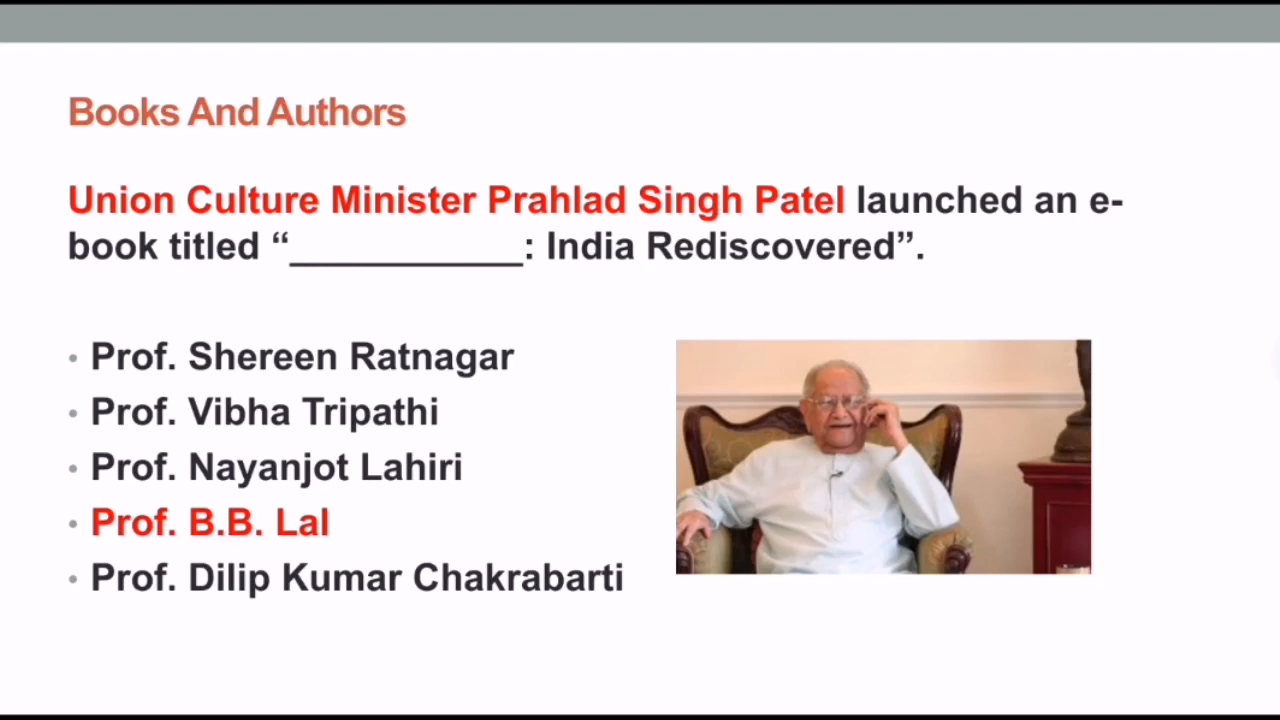 Books And Authors
Union Culture Minister Prahlad Singh Patel launched an e-
book titled “___________: India Rediscovered”.
• Prof. Shereen Ratnagar
• Prof. Vibha Tripathi
• Prof. Nayanjot Lahiri
• Prof. B.B. Lal
• Prof. Dilip Kumar Chakrabarti